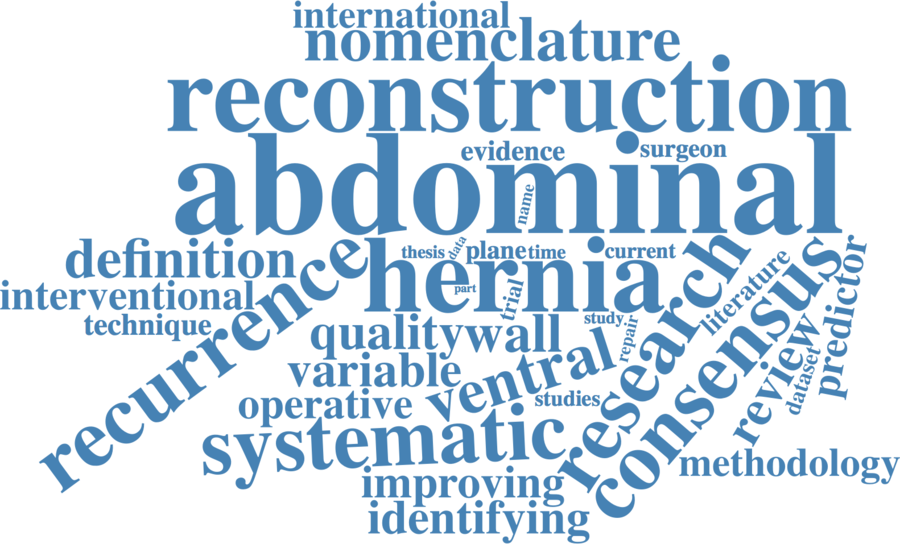 international
nomenclature
reconstruction
evidence
surgeon
abdominal
name
definition
recurrence
thesis
data
plane
time
current
hernia
part
trial
study
repair
interventional
technique
quality
wall
research
literature
consensus
predictor
variable
ventral
review
dataset
operative
studies
systematic
methodology
improving
identifying